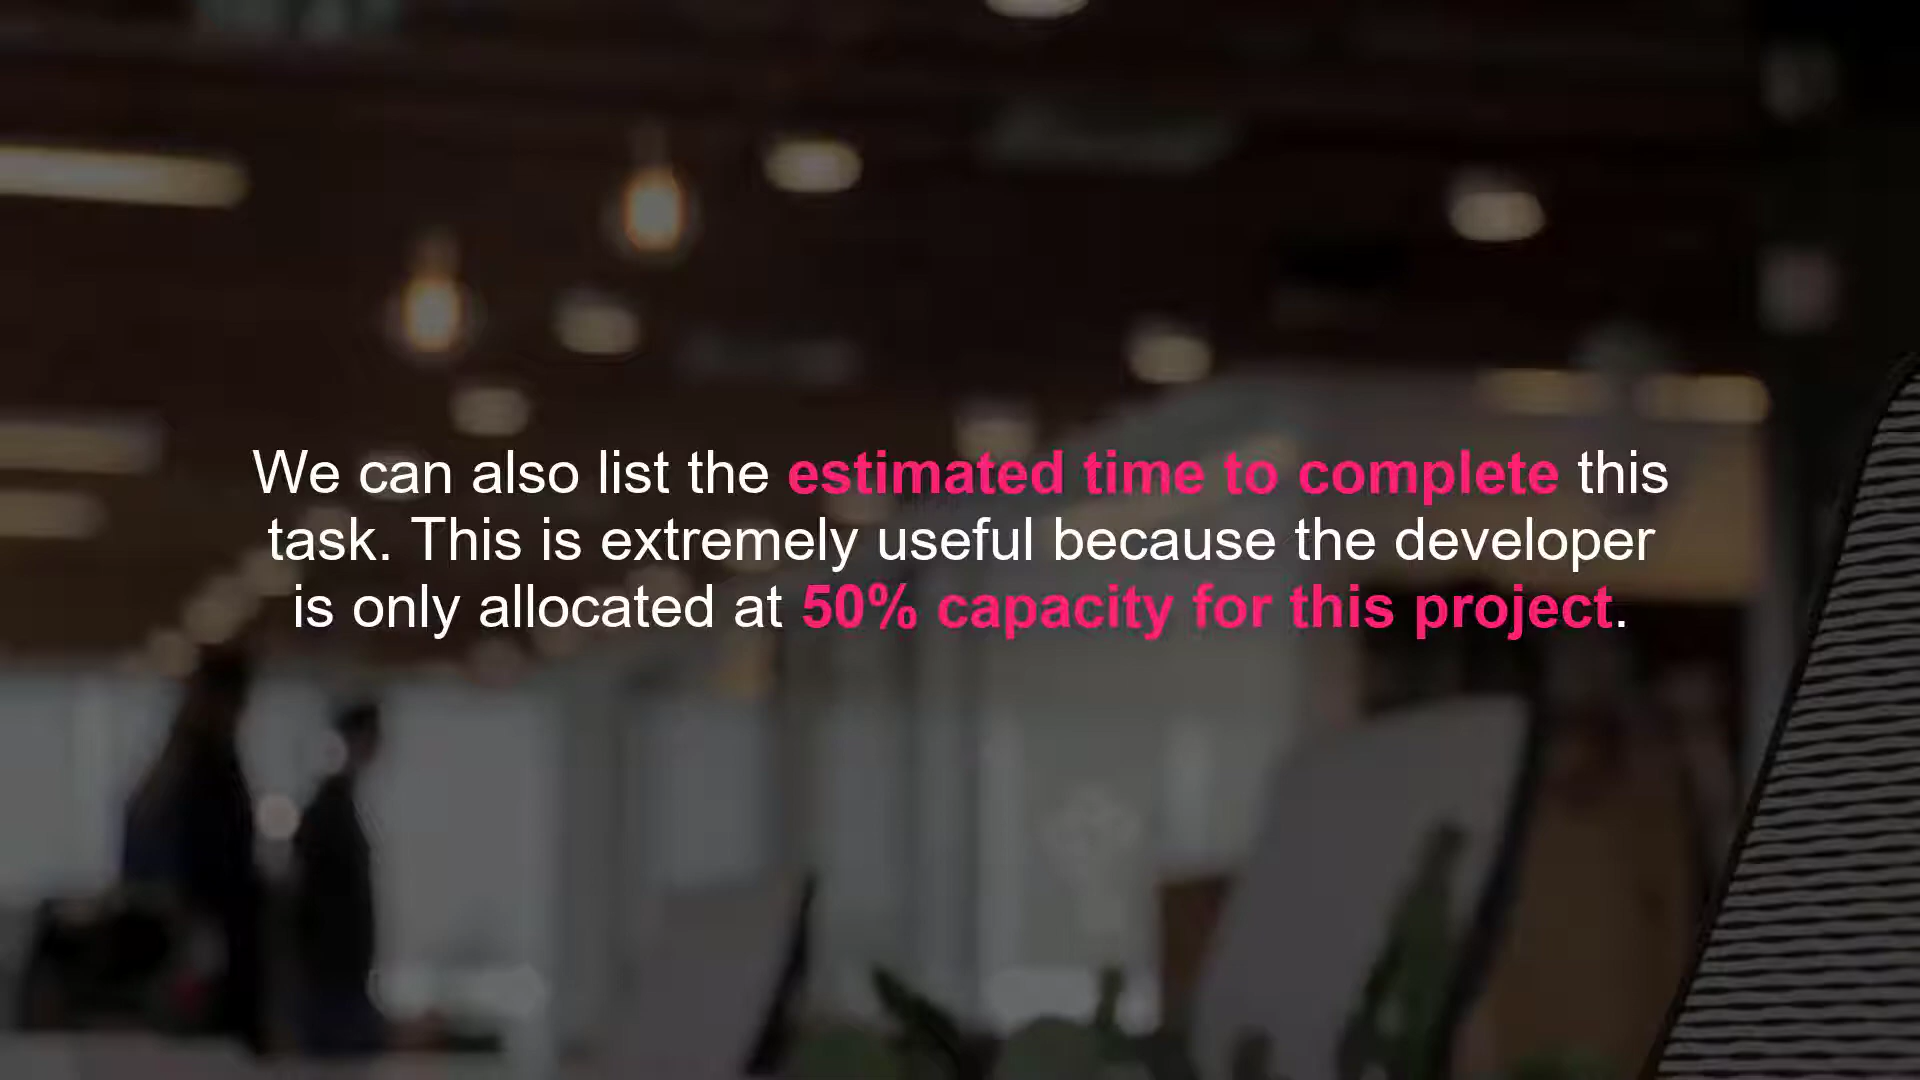 We can also list the estimated time to complete this
task. This is extremely useful because the developer
is only allocated at 50% capacity for this project.